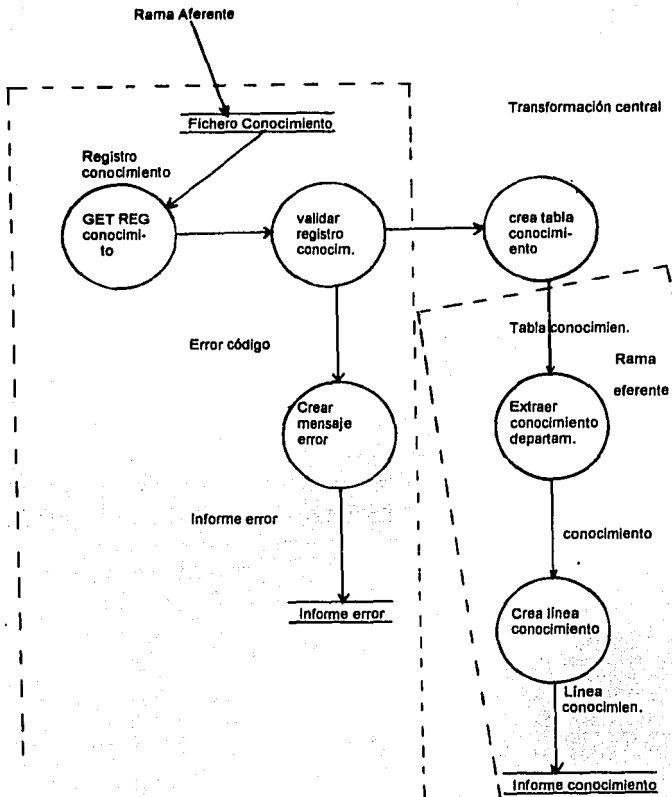 Rama Aferente
Transformación central
Fichero Conocimiento
Registro
conocimiento
GET REG
conocimi-
to
validar
registro
conocim.
crea tabla
conocimi-
ento
Tabla conocimien.
Rama
eferente
Error código
Crear
mensaje
error
Extraer
conocimiento
departam.
Informe error
conocimiento
Informe error
Crea línea
conocimiento
Línea
conocimien.
Informe conocimiento